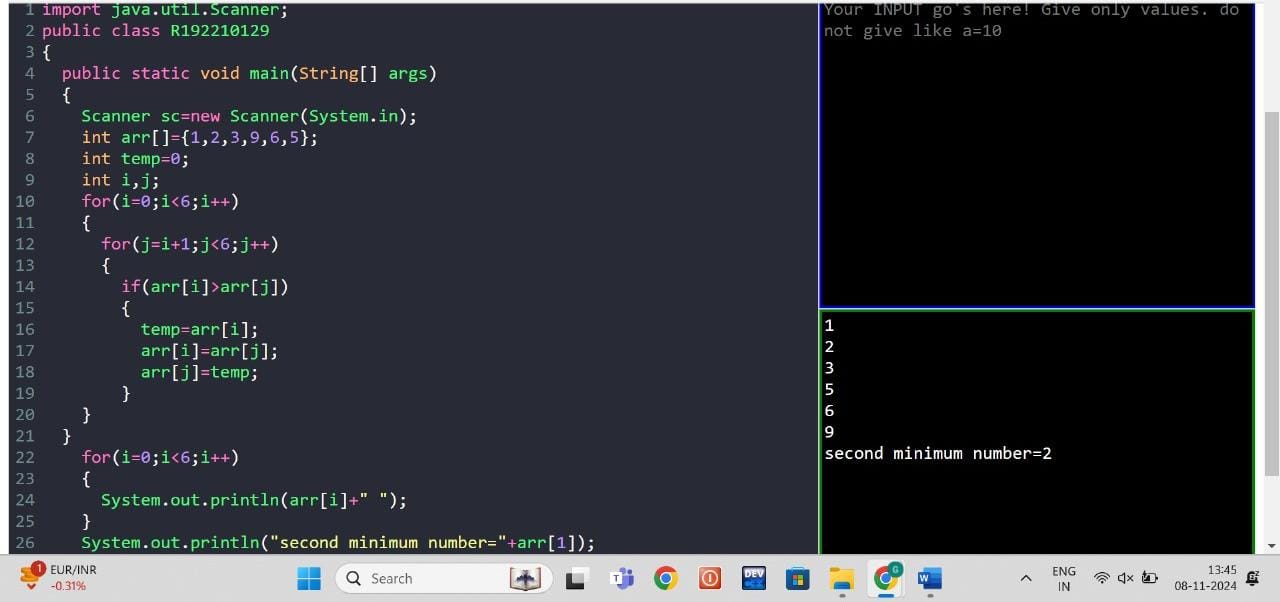 1 import java.util.Scanner;
2 public class R192210129
3 {
4 public static void main(String[] args)
5 {
6 Scanner sc=new Scanner(System.in);
7 int arr[]={1,2,3,9,6,5};
8 int temp=0;
9 int i,j;
10 for(i=0;i<6;i++)
11 {
12 for(j=i+1;j<6;j++)
13 {
14 if(arr[i]>arr[j])
15 {
16 temp=arr[i];
17 arr[i]=arr[j];
18 arr[j]=temp;
19 }
20 }
21 }
22 for(i=0;i<6;i++)
23 {
24 System.out.println(arr[i]+" ");
25 }
26 System.out.println("second minimum number="+arr[1]);
Your INPUT go's here! Give only values. do
not give like a=10
1
2
3
5
6
9
second minimum number=2
1
EUR/INR
-0.31%
Search
T
DEV
G
W
ENG
IN
13:45
08-11-2024